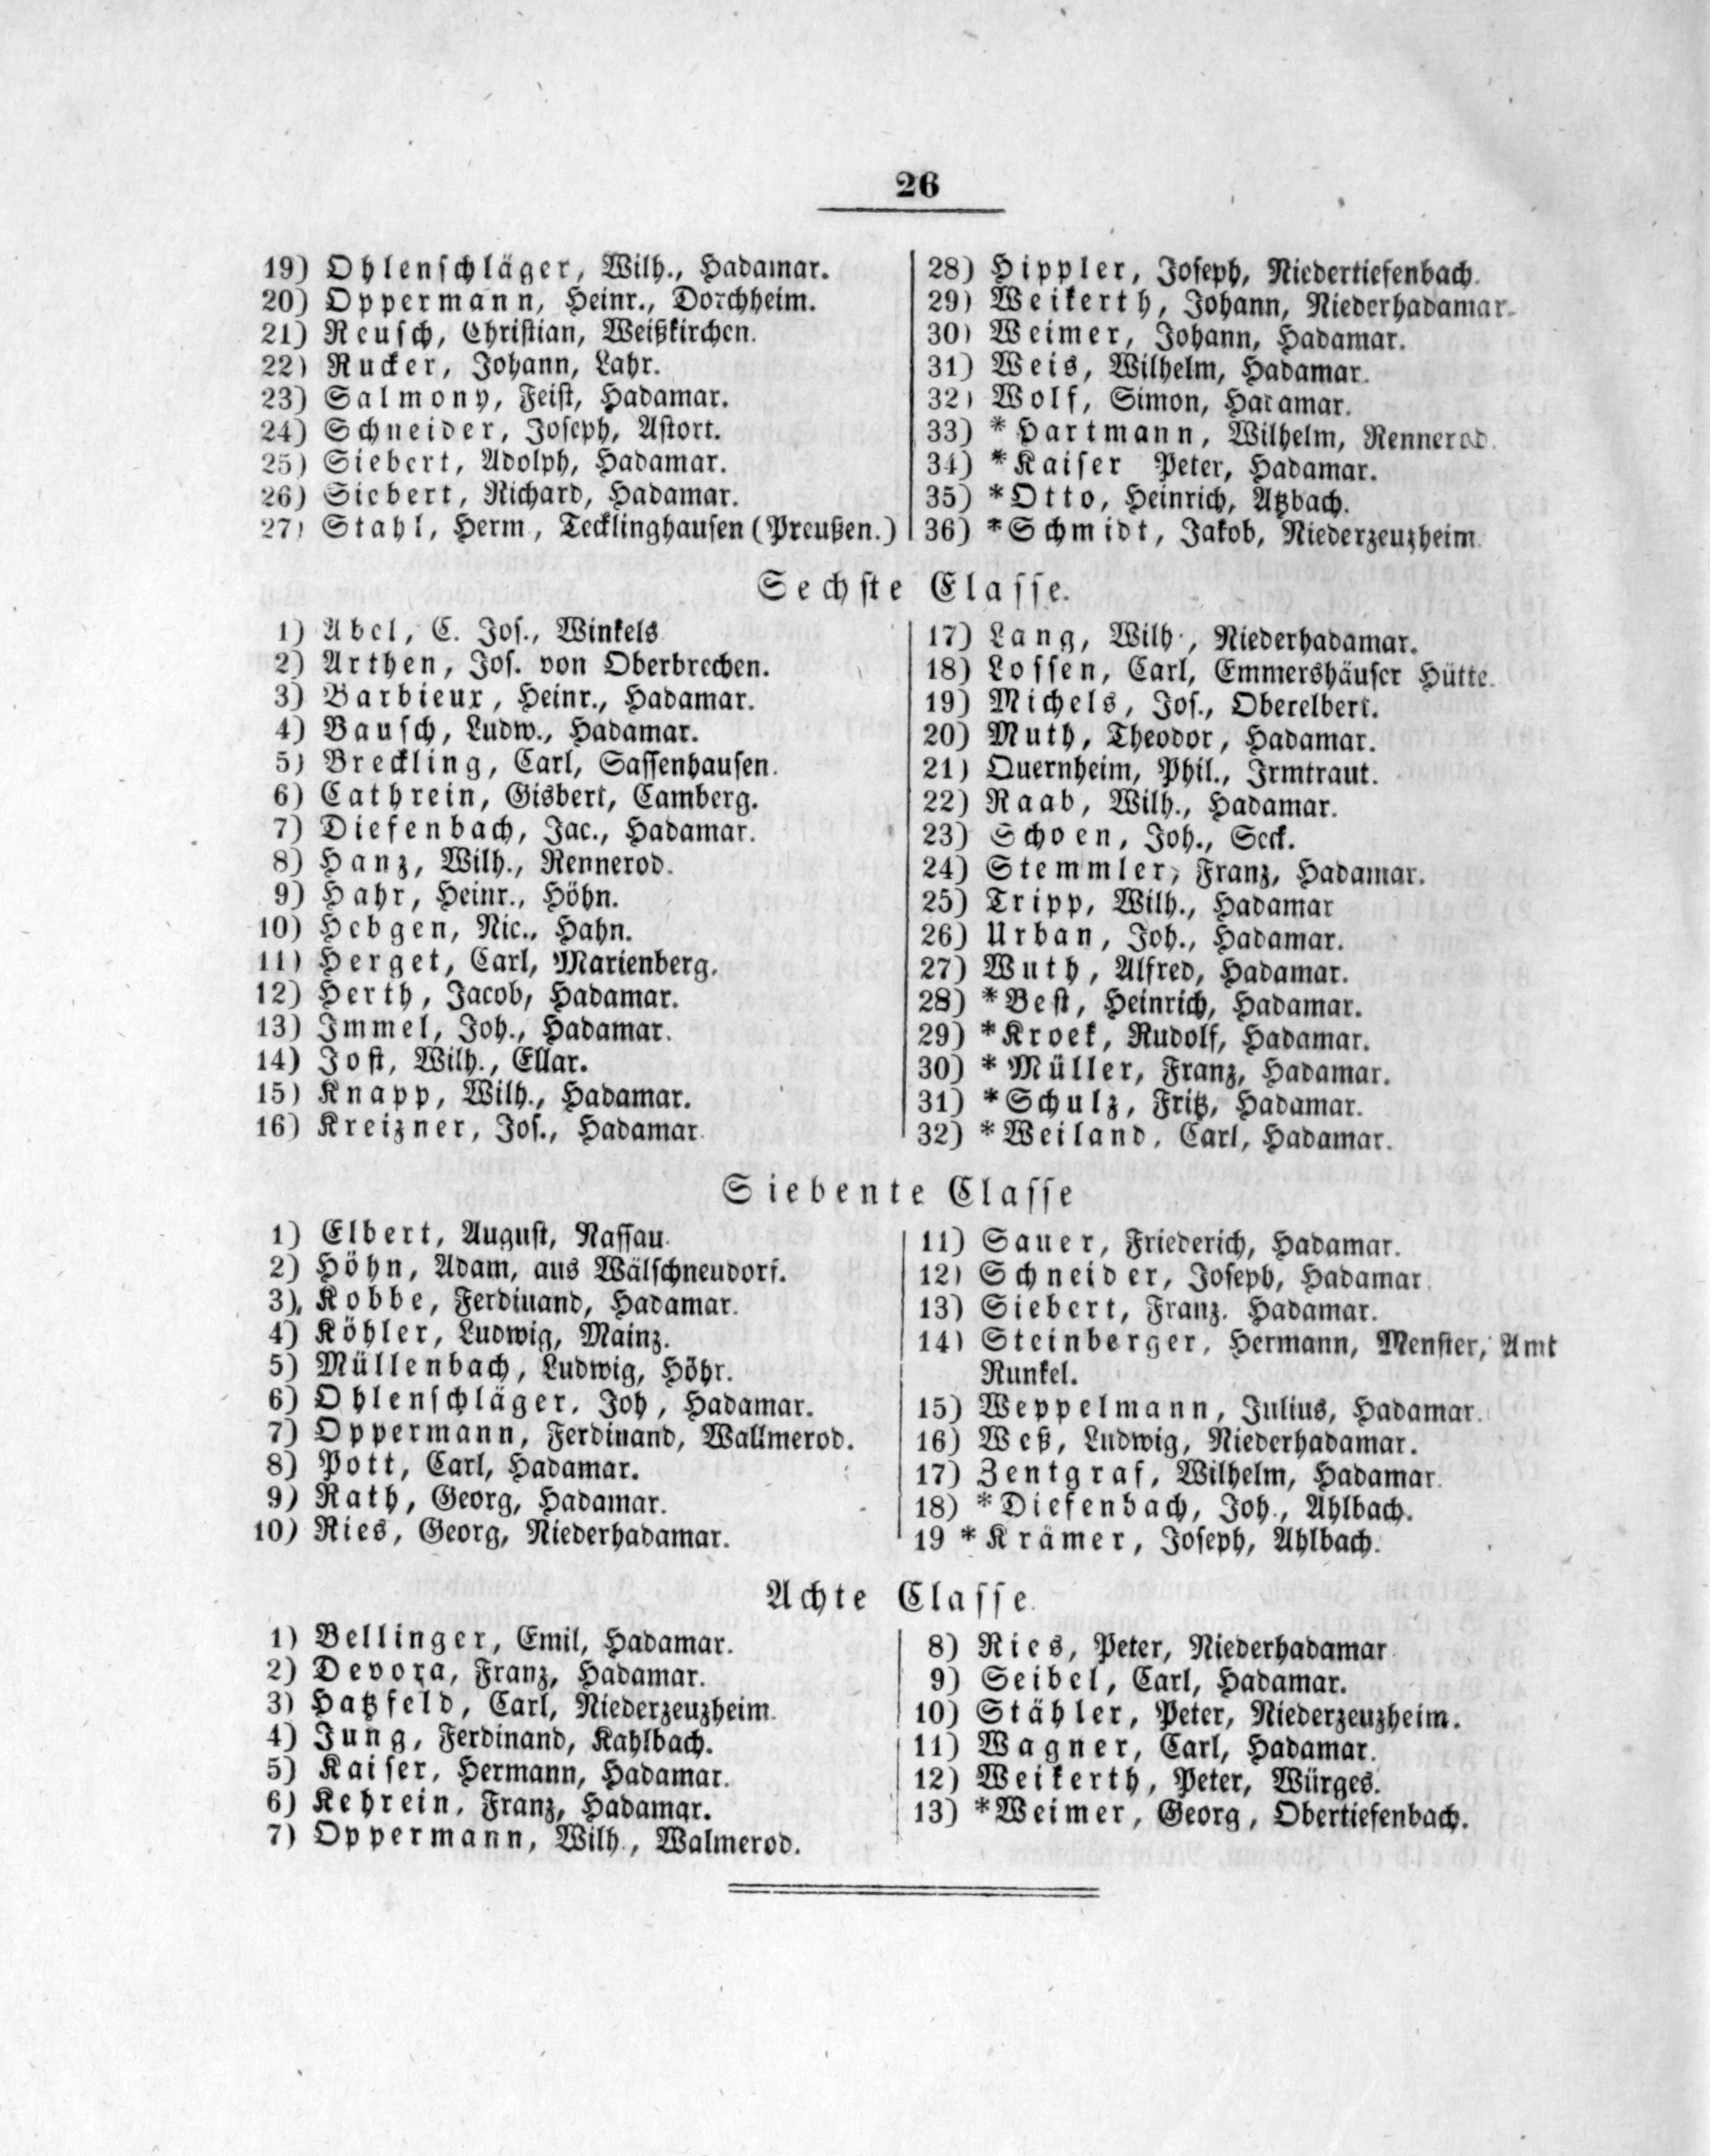 26
19) Ohlenschläger, Wilh., Hadamar.
20) Oppermann, Heinr., Dorchheim.
21) Reusch, Christian, Weißkirchen.
22) Rucker, Johann, Lahr.
23) Salmony, Feist, Hadamar.
24) Schneider, Joseph, Astort.
25) Siebert, Adolph, Hadamar.
26) Siebert, Richard, Hadamar.
27) Stahl, Herm., Tecklinghausen (Preußen.)
28) Hippler, Joseph, Niedertiefenbach.
29) Weikerth, Johann, Niederhadamar.
30) Weimer, Johann, Hadamar.
31) Weis, Wilhelm, Hadamar.
32) Wolf, Simon, Hadamar.
33) *Hartmann, Wilhelm, Rennerod.
34) *Kaiser Peter, Hadamar.
35) *Otto, Heinrich, Atzbach.
36) *Schmidt, Jakob, Niederzeuzheim.
Sechste Classe.
1) Abel, C. Jos., Winkels
2) Arthen, Jos. von Oberbrechen.
3) Barbieux, Heinr., Hadamar.
4) Bausch, Ludw., Hadamar.
5) Breckling, Carl, Sassenhausen.
6) Cathrein, Gisbert, Camberg.
7) Diefenbach, Jac., Hadamar.
8) Hanz, Wilh., Rennerod.
9) Hahr, Heinr., Höhn.
10) Hebgen, Nic., Hahn.
11) Herget, Carl, Marienberg.
12) Herth, Jacob, Hadamar.
13) Immel, Joh., Hadamar.
14) Jost, Wilh., Ellar.
15) Knapp, Wilh., Hadamar.
16) Kreizner, Jos., Hadamar.
17) Lang, Wilh., Niederhadamar.
18) Lossen, Carl, Emmershäuser Hütte.
19) Michels, Jos., Oberelbert.
20) Muth, Theodor, Hadamar.
21) Quernheim, Phil., Irmtraut.
22) Raab, Wilh., Hadamar.
23) Schoen, Joh., Seck.
24) Stemmler, Franz, Hadamar.
25) Tripp, Wilh., Hadamar
26) Urban, Joh., Hadamar.
27) Wuth, Alfred, Hadamar.
28) *Best, Heinrich, Hadamar.
29) *Kroek, Rudolf, Hadamar.
30) *Müller, Franz, Hadamar.
31) *Schulz, Fritz, Hadamar.
32) *Weiland, Carl, Hadamar.
Siebente Classe
1) Elbert, August, Nassau.
2) Höhn, Adam, aus Wälschneudorf.
3) Kobbe, Ferdinand, Hadamar.
4) Köhler, Ludwig, Mainz.
5) Müllenbach, Ludwig, Höhr.
6) Ohlenschläger, Joh, Hadamar.
7) Oppermann, Ferdinand, Wallmerod.
8) Pott, Carl, Hadamar.
9) Rath, Georg, Hadamar.
10) Ries, Georg, Niederhadamar.
11) Sauer, Friederich, Hadamar.
12) Schneider, Joseph, Hadamar.
13) Siebert, Franz. Hadamar.
14) Steinberger, Hermann, Menster, Amt
Runkel.
15) Weppelmann, Julius, Hadamar.
16) Weß, Ludwig, Niederhadamar.
17) Zentgraf, Wilhelm, Hadamar.
18) *Diefenbach, Joh., Ahlbach.
19 *Krämer, Joseph, Ahlbach.
Achte Classe.
1) Bellinger, Emil, Hadamar.
2) Devora, Franz, Hadamar.
3) Hatzfeld, Carl, Niederzeuzheim.
4) Jung, Ferdinand, Kahlbach.
5) Kaiser, Hermann, Hadamar.
6) Kehrein, Franz, Hadamar.
7) Oppermann, Wilh., Walmerod.
8) Ries, Peter, Niederhadamar
9) Seibel, Carl, Hadamar.
10) Stähler, Peter, Niederzeuzheim.
11) Wagner, Carl, Hadamar.
12) Weikerth, Peter, Würges.
13) *Weimer, Georg, Obertiefenbach.